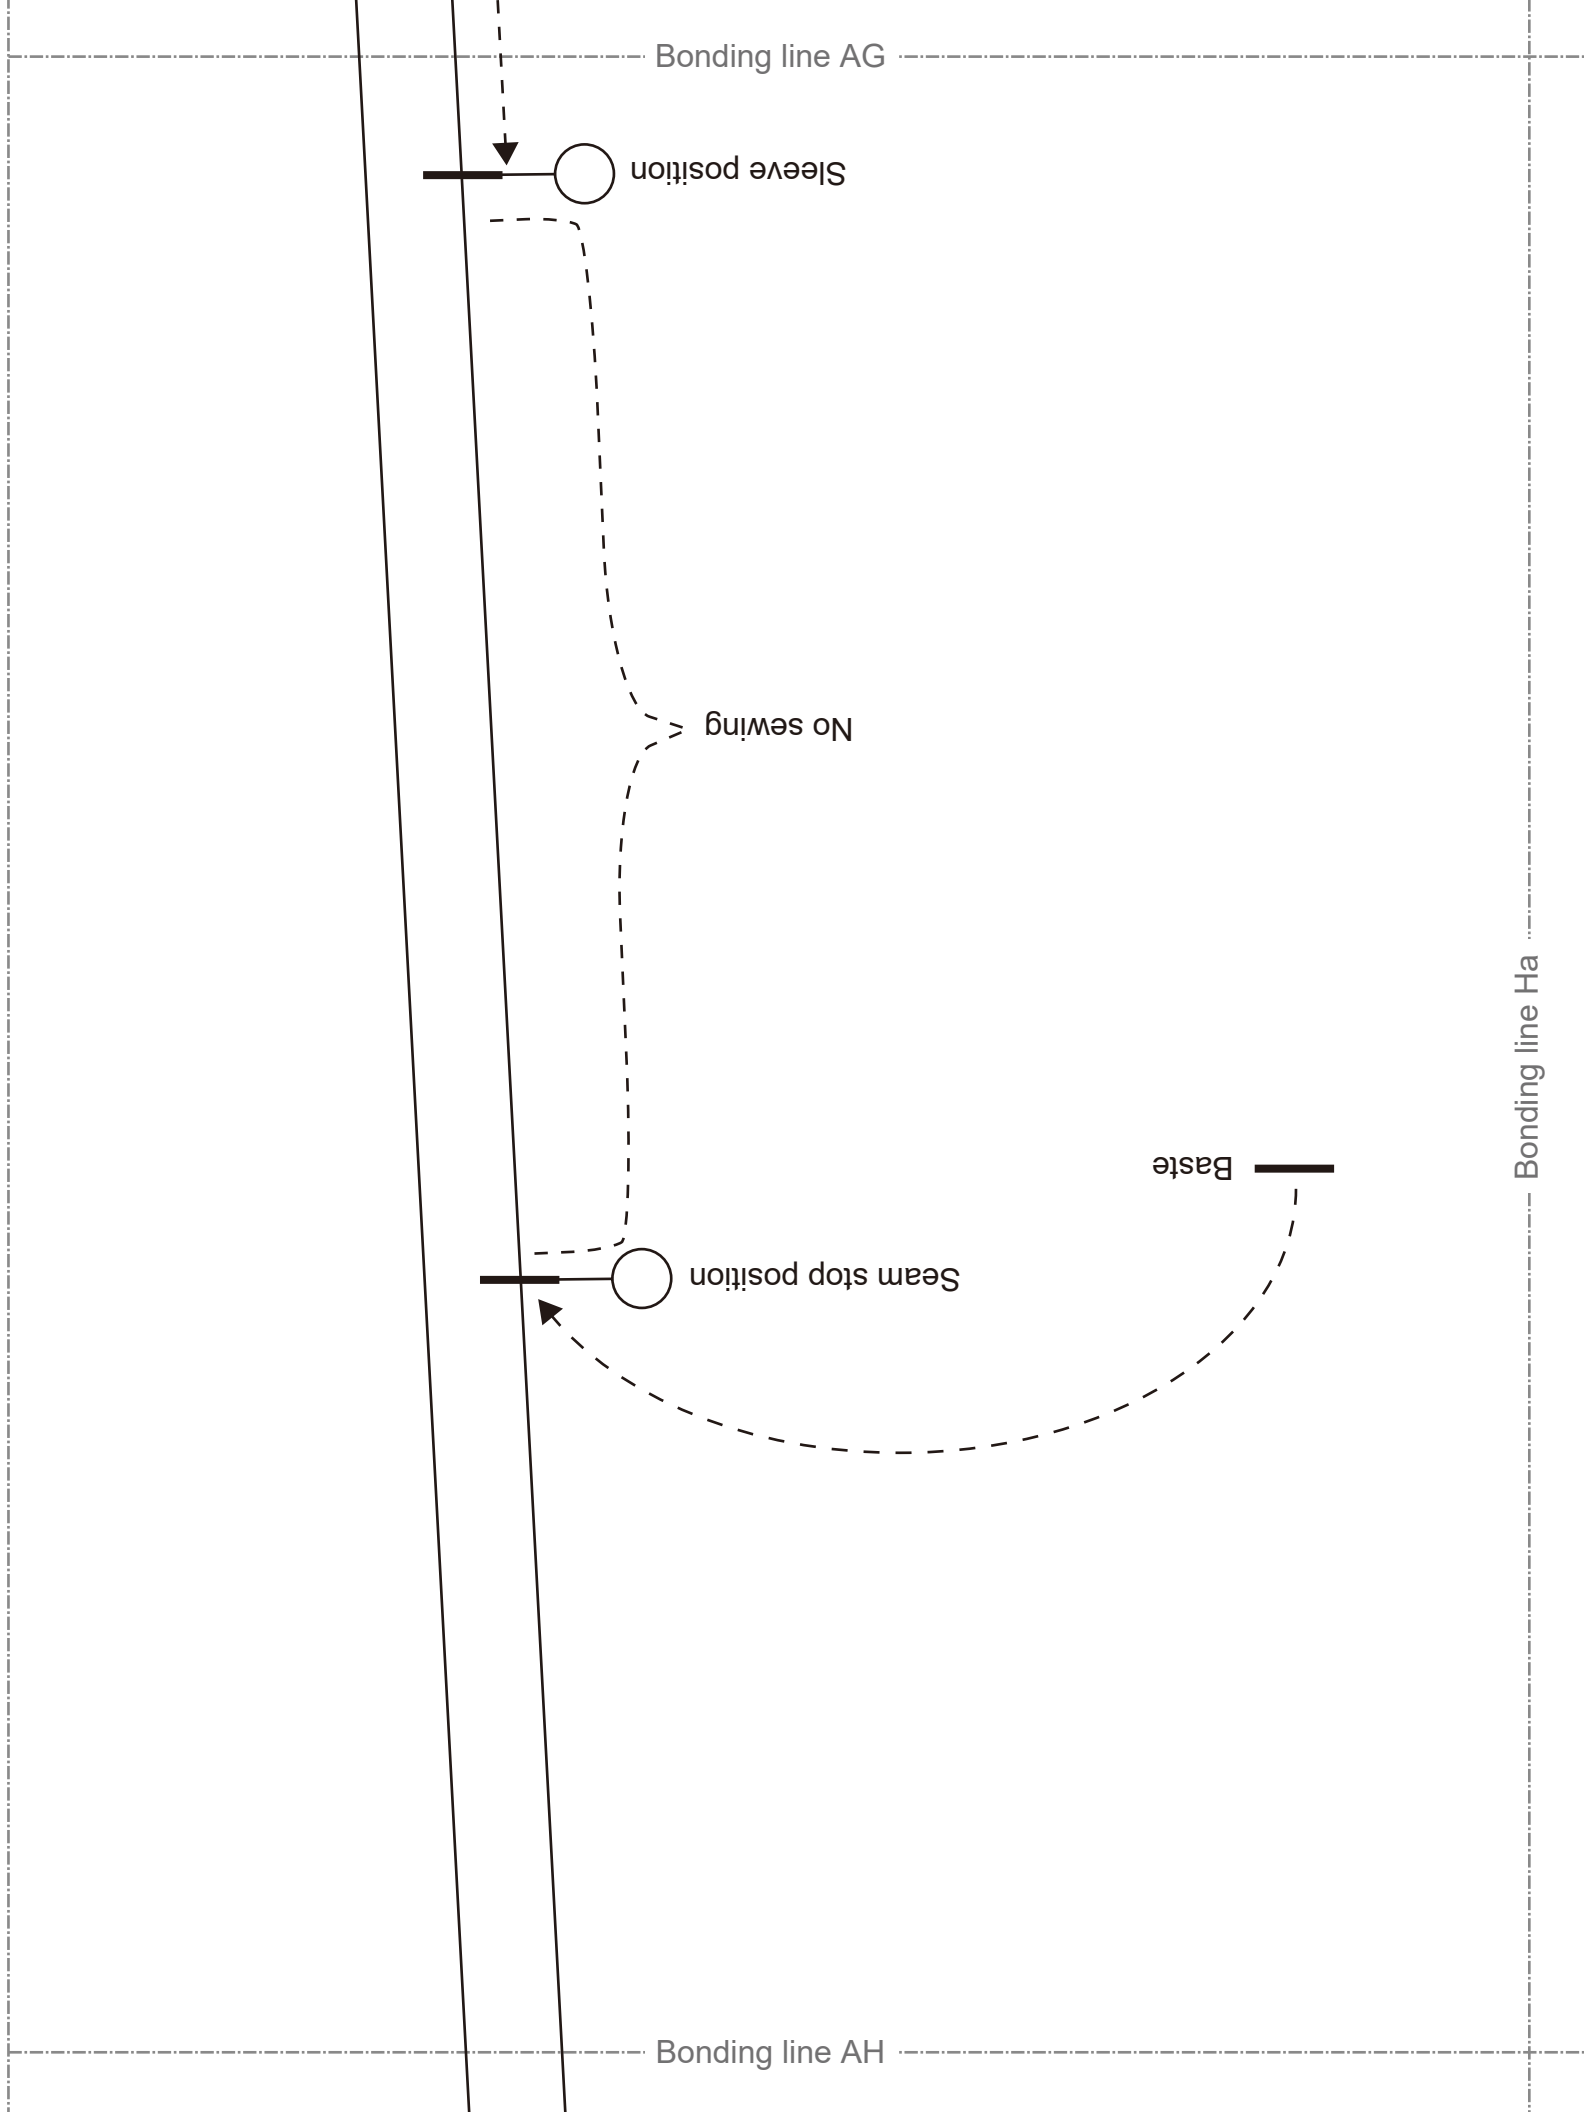 Bonding line AG
Sleeve position
No sewing
Bonding line Ha
Baste
Seam stop position
Bonding line AH